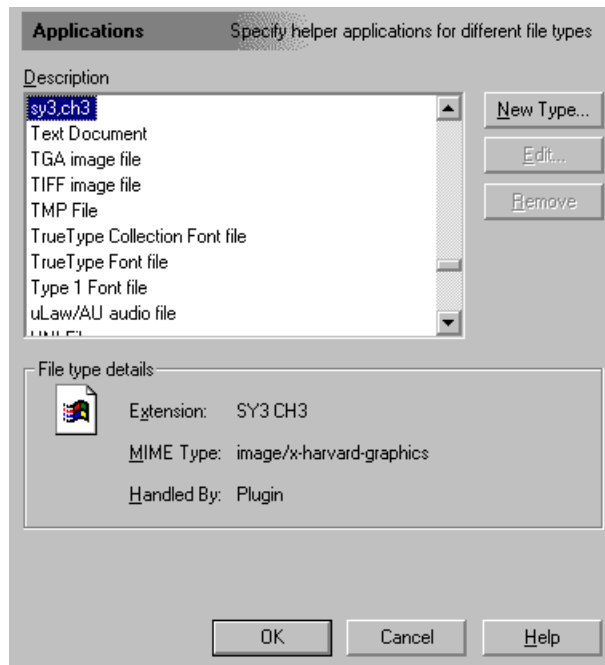 Applications Specify helper applications for different file types
Description
sy3,ch3
Text Document
TGA image file
TIFF image file
TMP File
TrueType Collection Font file
TrueType Font file
Type 1 Font file
uLaw/AU audio file
New Type...
Edit...
Remove
File type details
Extension: SY3 CH3
MIME Type: image/x-harvard-graphics
Handled By: Plugin
OK Cancel Help